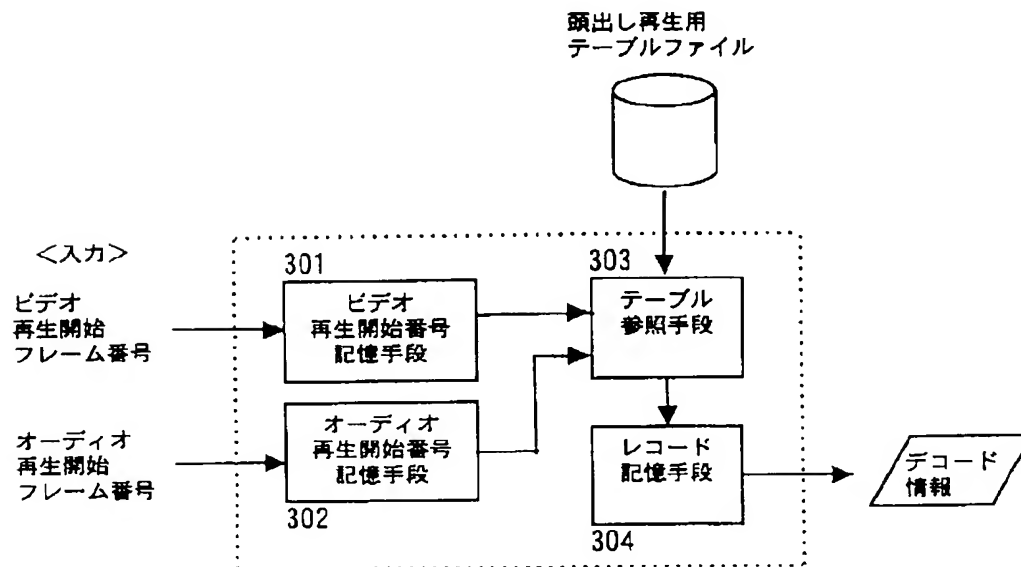 頭出し再生用
テーブルファイル
<入力>
ビデオ
再生開始
フレーム番号
オーディオ
再生開始
フレーム番号
301
ビデオ
再生開始番号
記憶手段
オーディオ
再生開始番号
記憶手段
302
303
テーブル
参照手段
レコード
記憶手段
304
デコード
情報